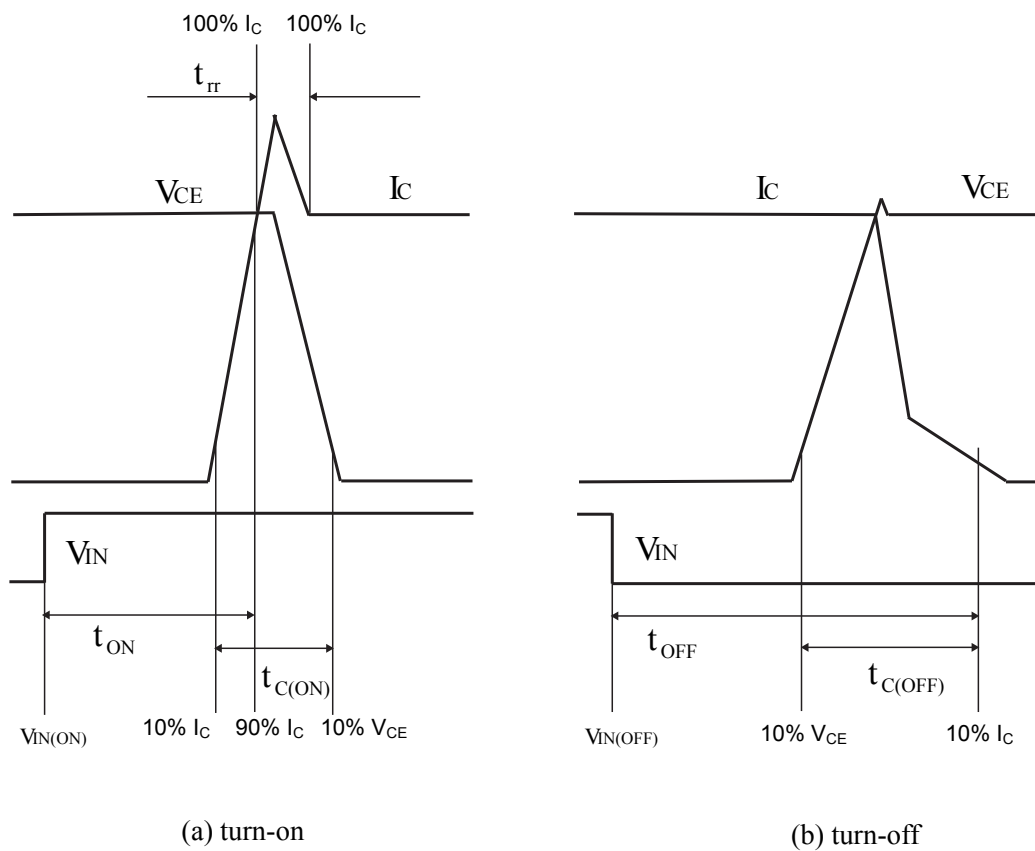 100% IC 100% IC
trr
VCE IC
IC VCE
VIN
VIN
tON
tOFF
tC(ON)
tC(OFF)
VIN(ON) 10% IC 90% IC 10% VCE
VIN(OFF) 10% VCE 10% IC
(a) turn-on
(b) turn-off